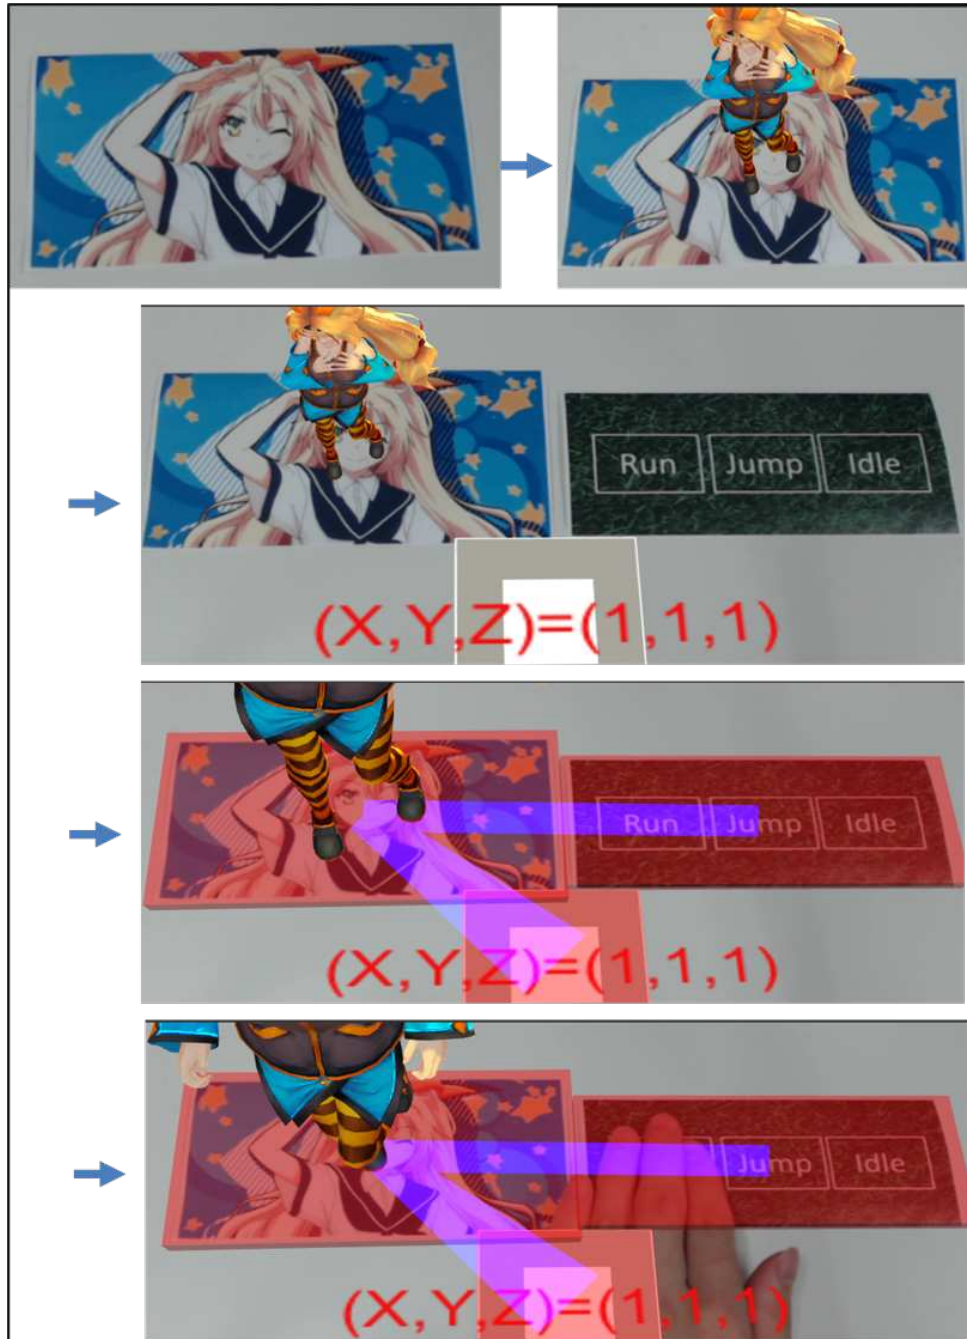 Run Jump Idle
(X,Y,Z)=(1,1,1)
Run Jump Idle
(X,Y,Z)=(1,1,1)
Jump Idle
(X,Y,Z)=(1,1,1)